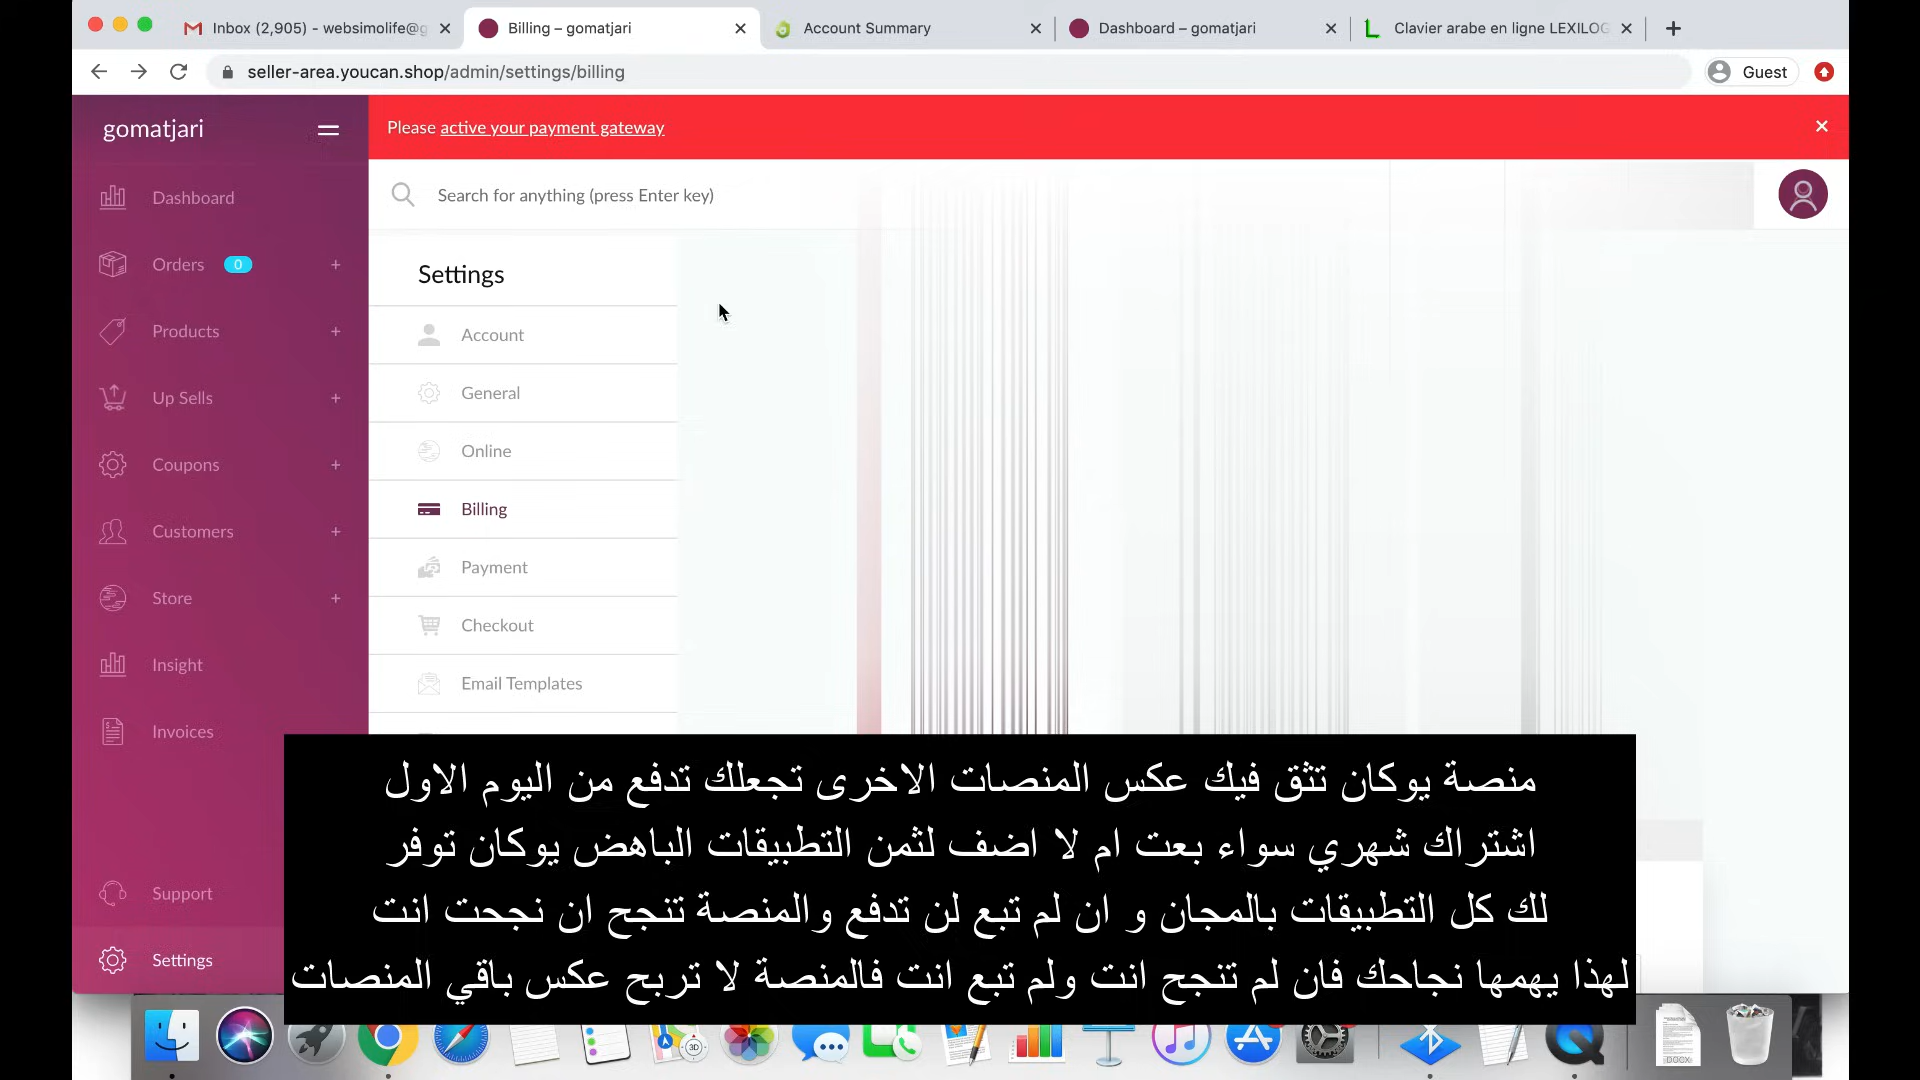 Inbox (2,905) - websimolife@g
Billing – gomatjari
Account Summary
Dashboard – gomatjari
Clavier arabe en ligne LEXILOG
seller-area.youcan.shop/admin/settings/billing
Guest
gomatjari
Please active your payment gateway
Search for anything (press Enter key)
Dashboard
Orders 0
Products
Up Sells
Coupons
Customers
Store
Insight
Invoices
Support
Settings
Settings
Account
General
Online
Billing
Payment
Checkout
Email Templates
منصة يوكان تثق فيك عكس المنصات الاخرى تجعلك تدفع من اليوم الاول
اشتراك شهري سواء بعت ام لا اضف لثمن التطبيقات الباهض يوكان توفر
لك كل التطبيقات بالمجان و ان لم تبع لن تدفع والمنصة تنجح ان نجحت انت
لهذا يهمها نجاحك فان لم تنجح انت ولم تبع انت فالمنصة لا تربح عكس باقي المنصات
3D
DOCX